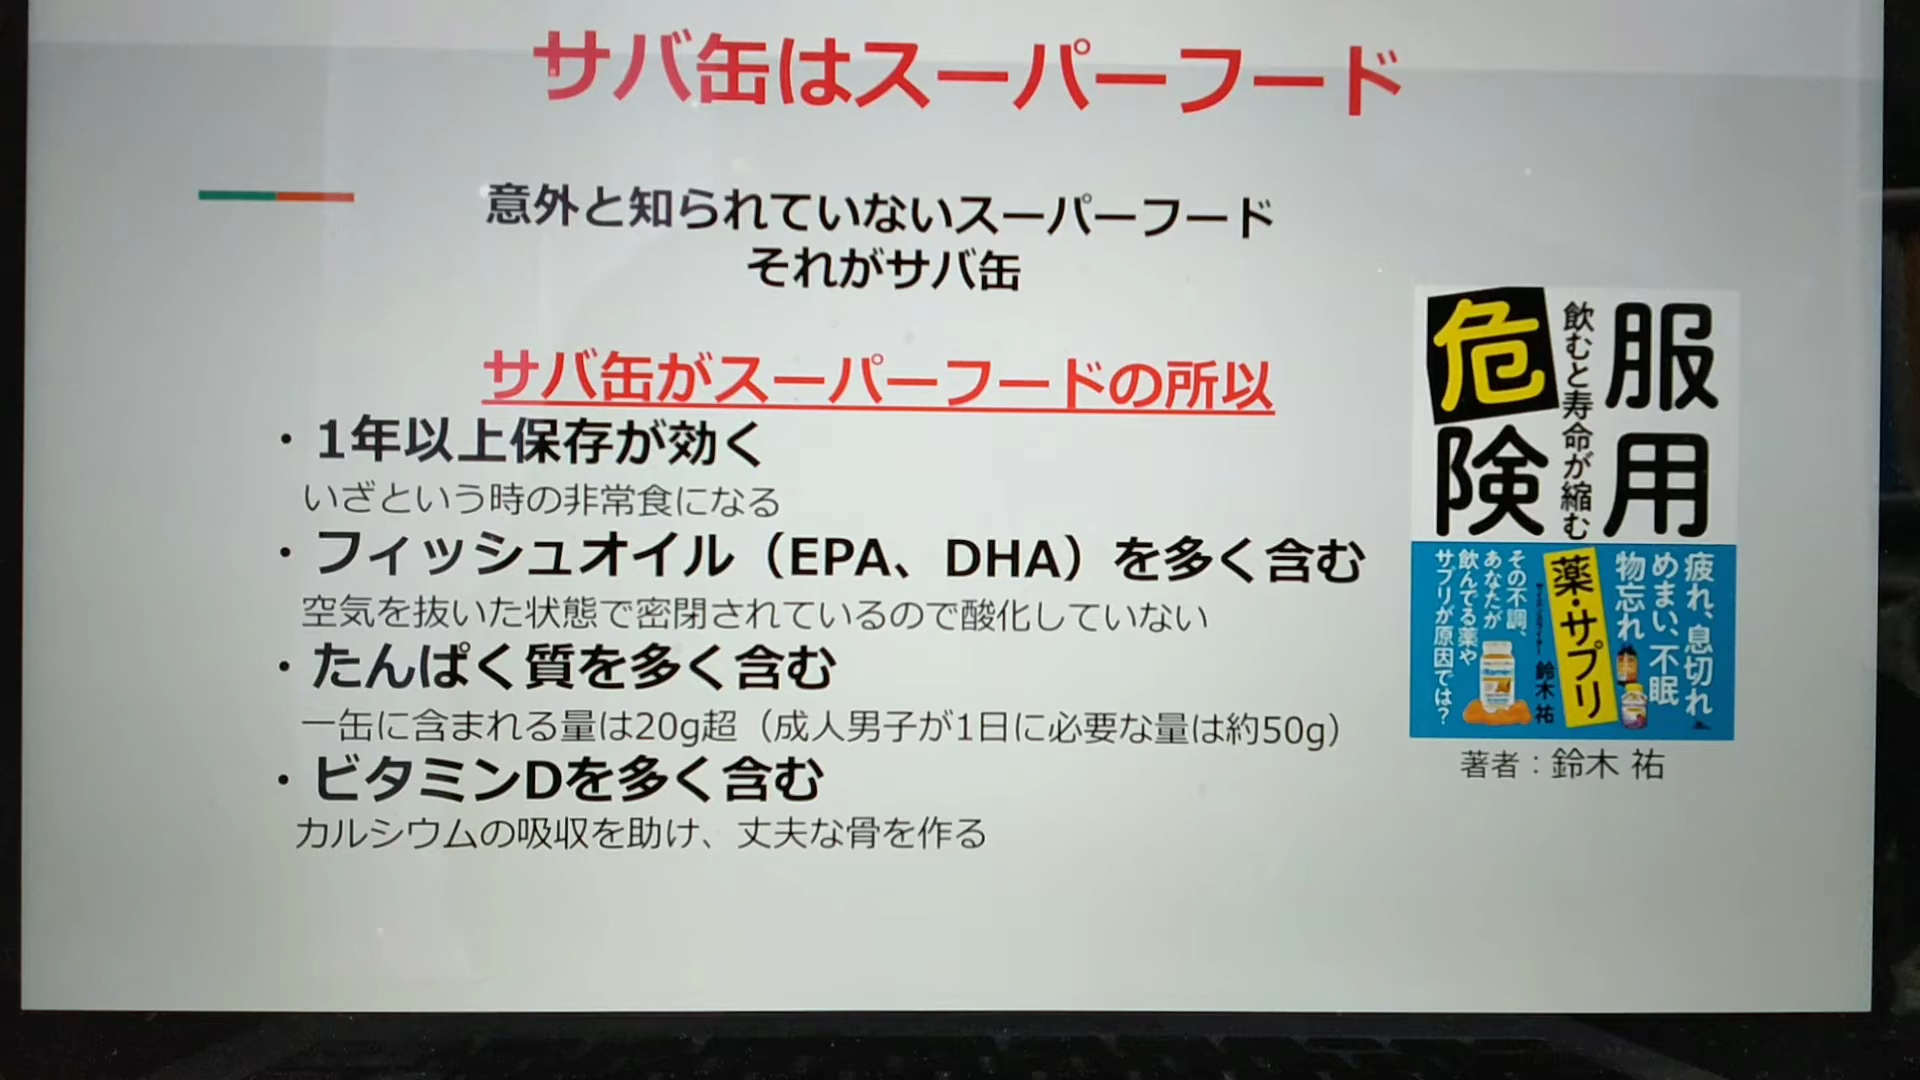 サバ缶はスーパーフード
意外と知られていないスーパーフード
それがサバ缶
サバ缶がスーパーフードの所以
・1年以上保存が効く
いざという時の非常食になる
・フィッシュオイル（EPA、DHA）を多く含む
空気を抜いた状態で密閉されているので酸化していない
・たんぱく質を多く含む
一缶に含まれる量は20g超（成人男子が1日に必要な量は約50g）
・ビタミンDを多く含む
カルシウムの吸収を助け、丈夫な骨を作る
服用
飲むと寿命が縮む
危険
疲れ、息切れ
めまい、不眠
物忘れ
薬・サプリ
鈴木祐
その不調、
あなたが
飲んでる薬や
サプリが原因では？
著者：鈴木 祐